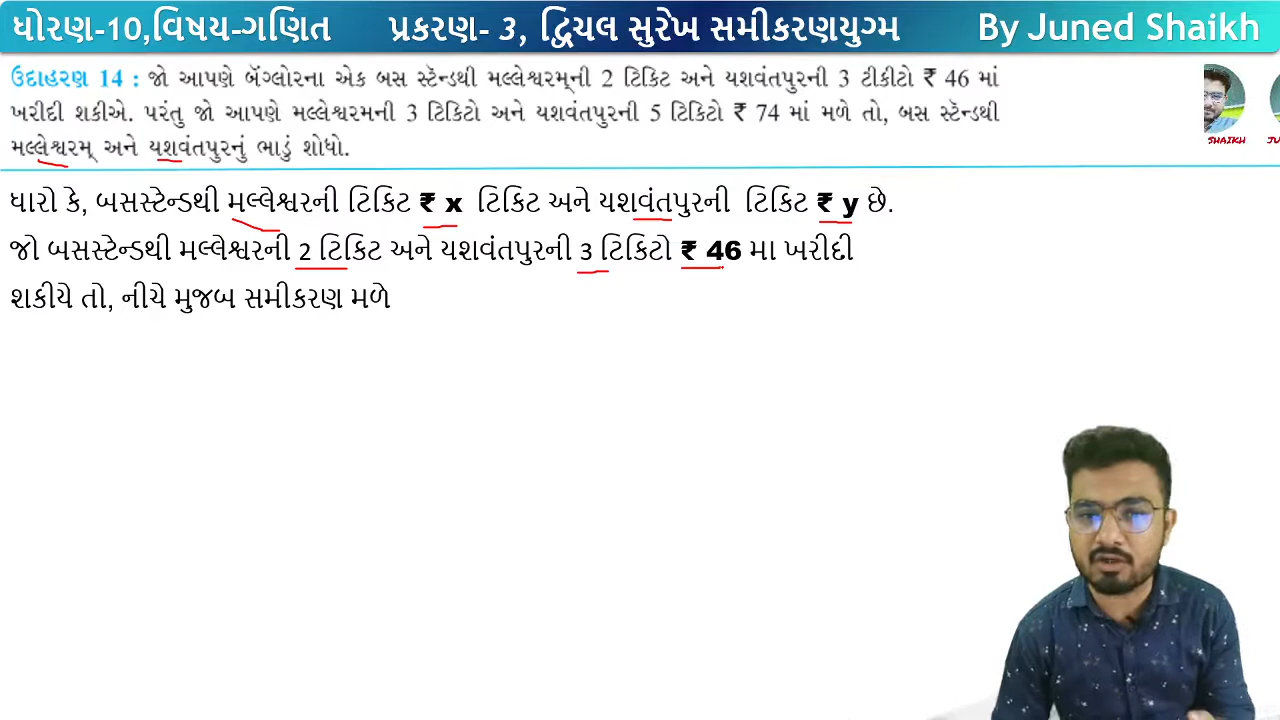 ધોરણ-10,વિષય-ગણિત પ્રકરણ- 3, દ્વિચલ સુરેખ સમીકરણયુગ્મ By Juned Shaikh
ઉદાહરણ 14 : જો આપણે બૅંગ્લોરના એક બસ સ્ટૅન્ડથી મલ્લેશ્વરમ્‌ની 2 ટિકિટ અને યશવંતપુરની 3 ટીકીટો ₹ 46 માં
ખરીદી શકીએ. પરંતુ જો આપણે મલ્લેશ્વરમની 3 ટિકિટો અને યશવંતપુરની 5 ટિકિટો ₹ 74 માં મળે તો, બસ સ્ટૅન્ડથી
મલ્લેશ્વરમ્ અને યશવંતપુરનું ભાડું શોધો.
SHAIKH
ધારો કે, બસસ્ટેન્ડથી મલ્લેશ્વરની ટિકિટ ₹ x ટિકિટ અને યશવંતપુરની ટિકિટ ₹ y છે.
જો બસસ્ટેન્ડથી મલ્લેશ્વરની 2 ટિકિટ અને યશવંતપુરની 3 ટિકિટો ₹ 46 મા ખરીદી
શકીયે તો, નીચે મુજબ સમીકરણ મળે